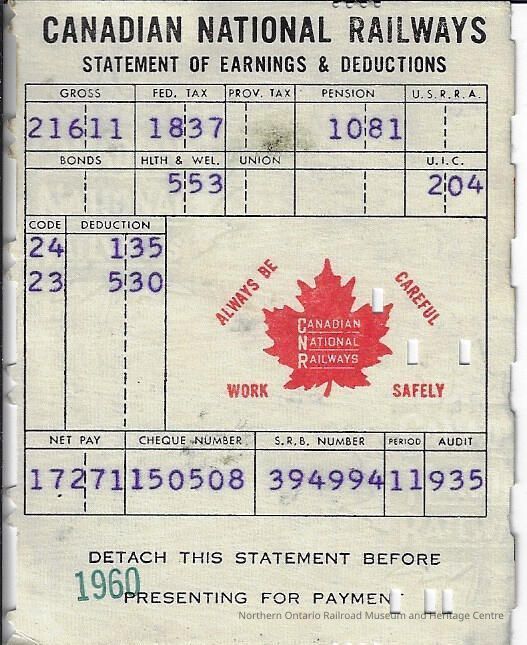 CANADIAN NATIONAL RAILWAYS
STATEMENT OF EARNINGS & DEDUCTIONS
GROSS FED. TAX PROV. TAX PENSION U.S.R.R.A.
21611 1837 1081
BONDS HLTH & WEL. UNION U.I.C.
553 204
CODE DEDUCTION
24 135
23 530
ALWAYS BE CAREFUL
CANADIAN
NATIONAL
RAILWAYS
WORK SAFELY
NET PAY CHEQUE NUMBER S.R.B. NUMBER PERIOD AUDIT
17271 150508 394994 11 935
DETACH THIS STATEMENT BEFORE
1960
PRESENTING FOR PAYMENT
Northern Ontario Railroad Museum and Heritage Centre